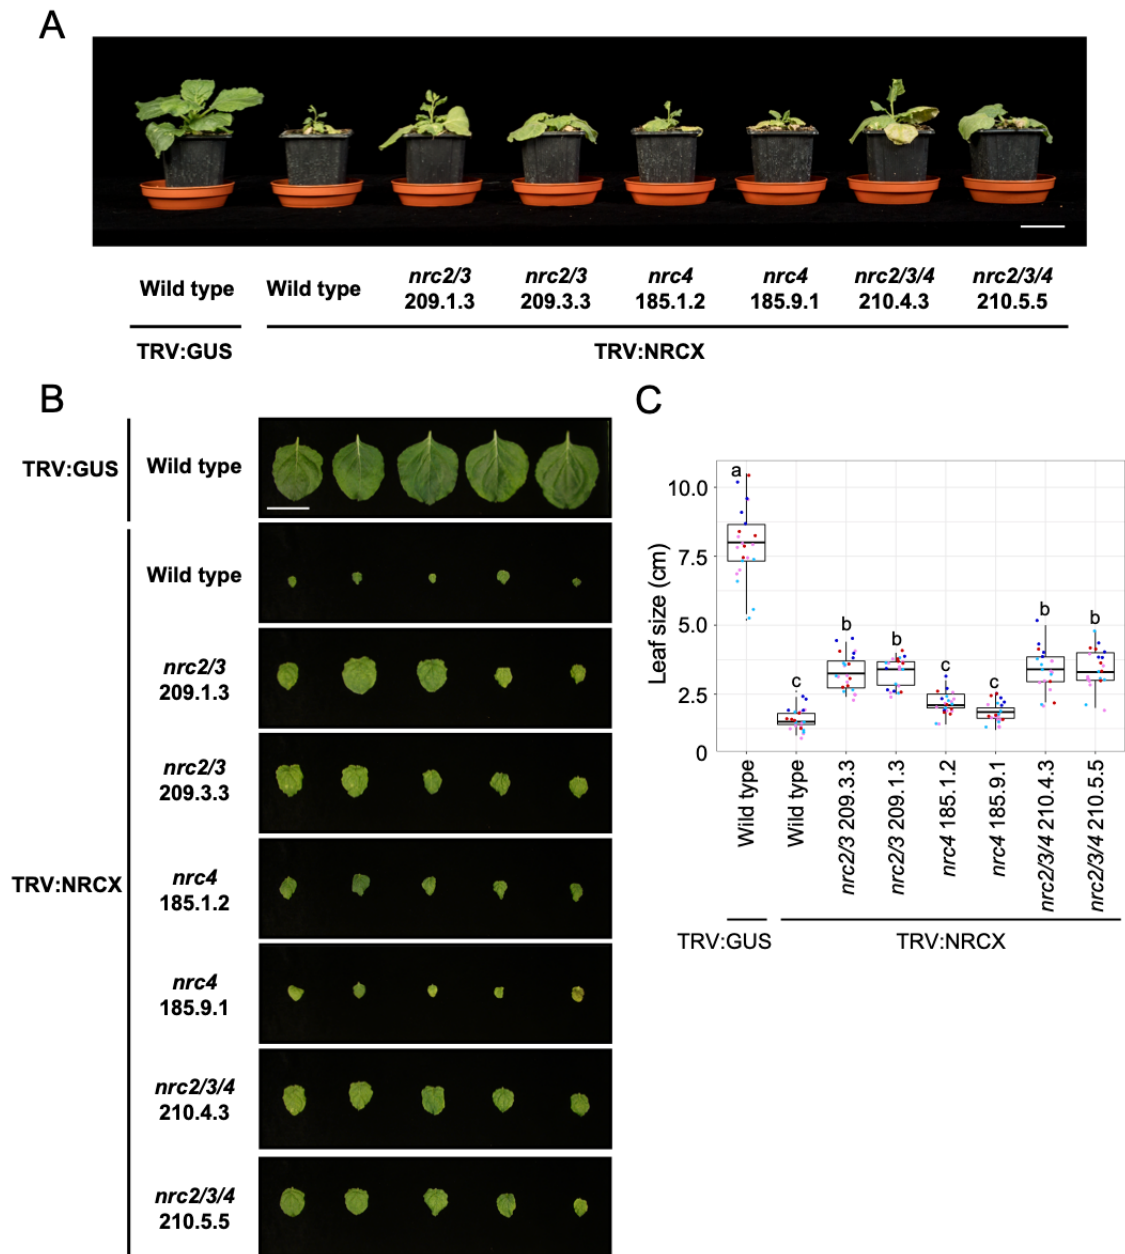 A
Wild type
Wild type
nrc2/3
209.1.3
nrc2/3
209.3.3
nrc4
185.1.2
nrc4
185.9.1
nrc2/3/4
210.4.3
nrc2/3/4
210.5.5
TRV:GUS
TRV:NRCX
B
TRV:GUS
Wild type
TRV:NRCX
Wild type
nrc2/3
209.1.3
nrc2/3
209.3.3
nrc4
185.1.2
nrc4
185.9.1
nrc2/3/4
210.4.3
nrc2/3/4
210.5.5
C
Leaf size (cm)
10.0
7.5
5.0
2.5
0
a
c
b
b
c
c
b
b
Wild type
Wild type
nrc2/3 209.3.3
nrc2/3 209.1.3
nrc4 185.1.2
nrc4 185.9.1
nrc2/3/4 210.4.3
nrc2/3/4 210.5.5
TRV:GUS
TRV:NRCX